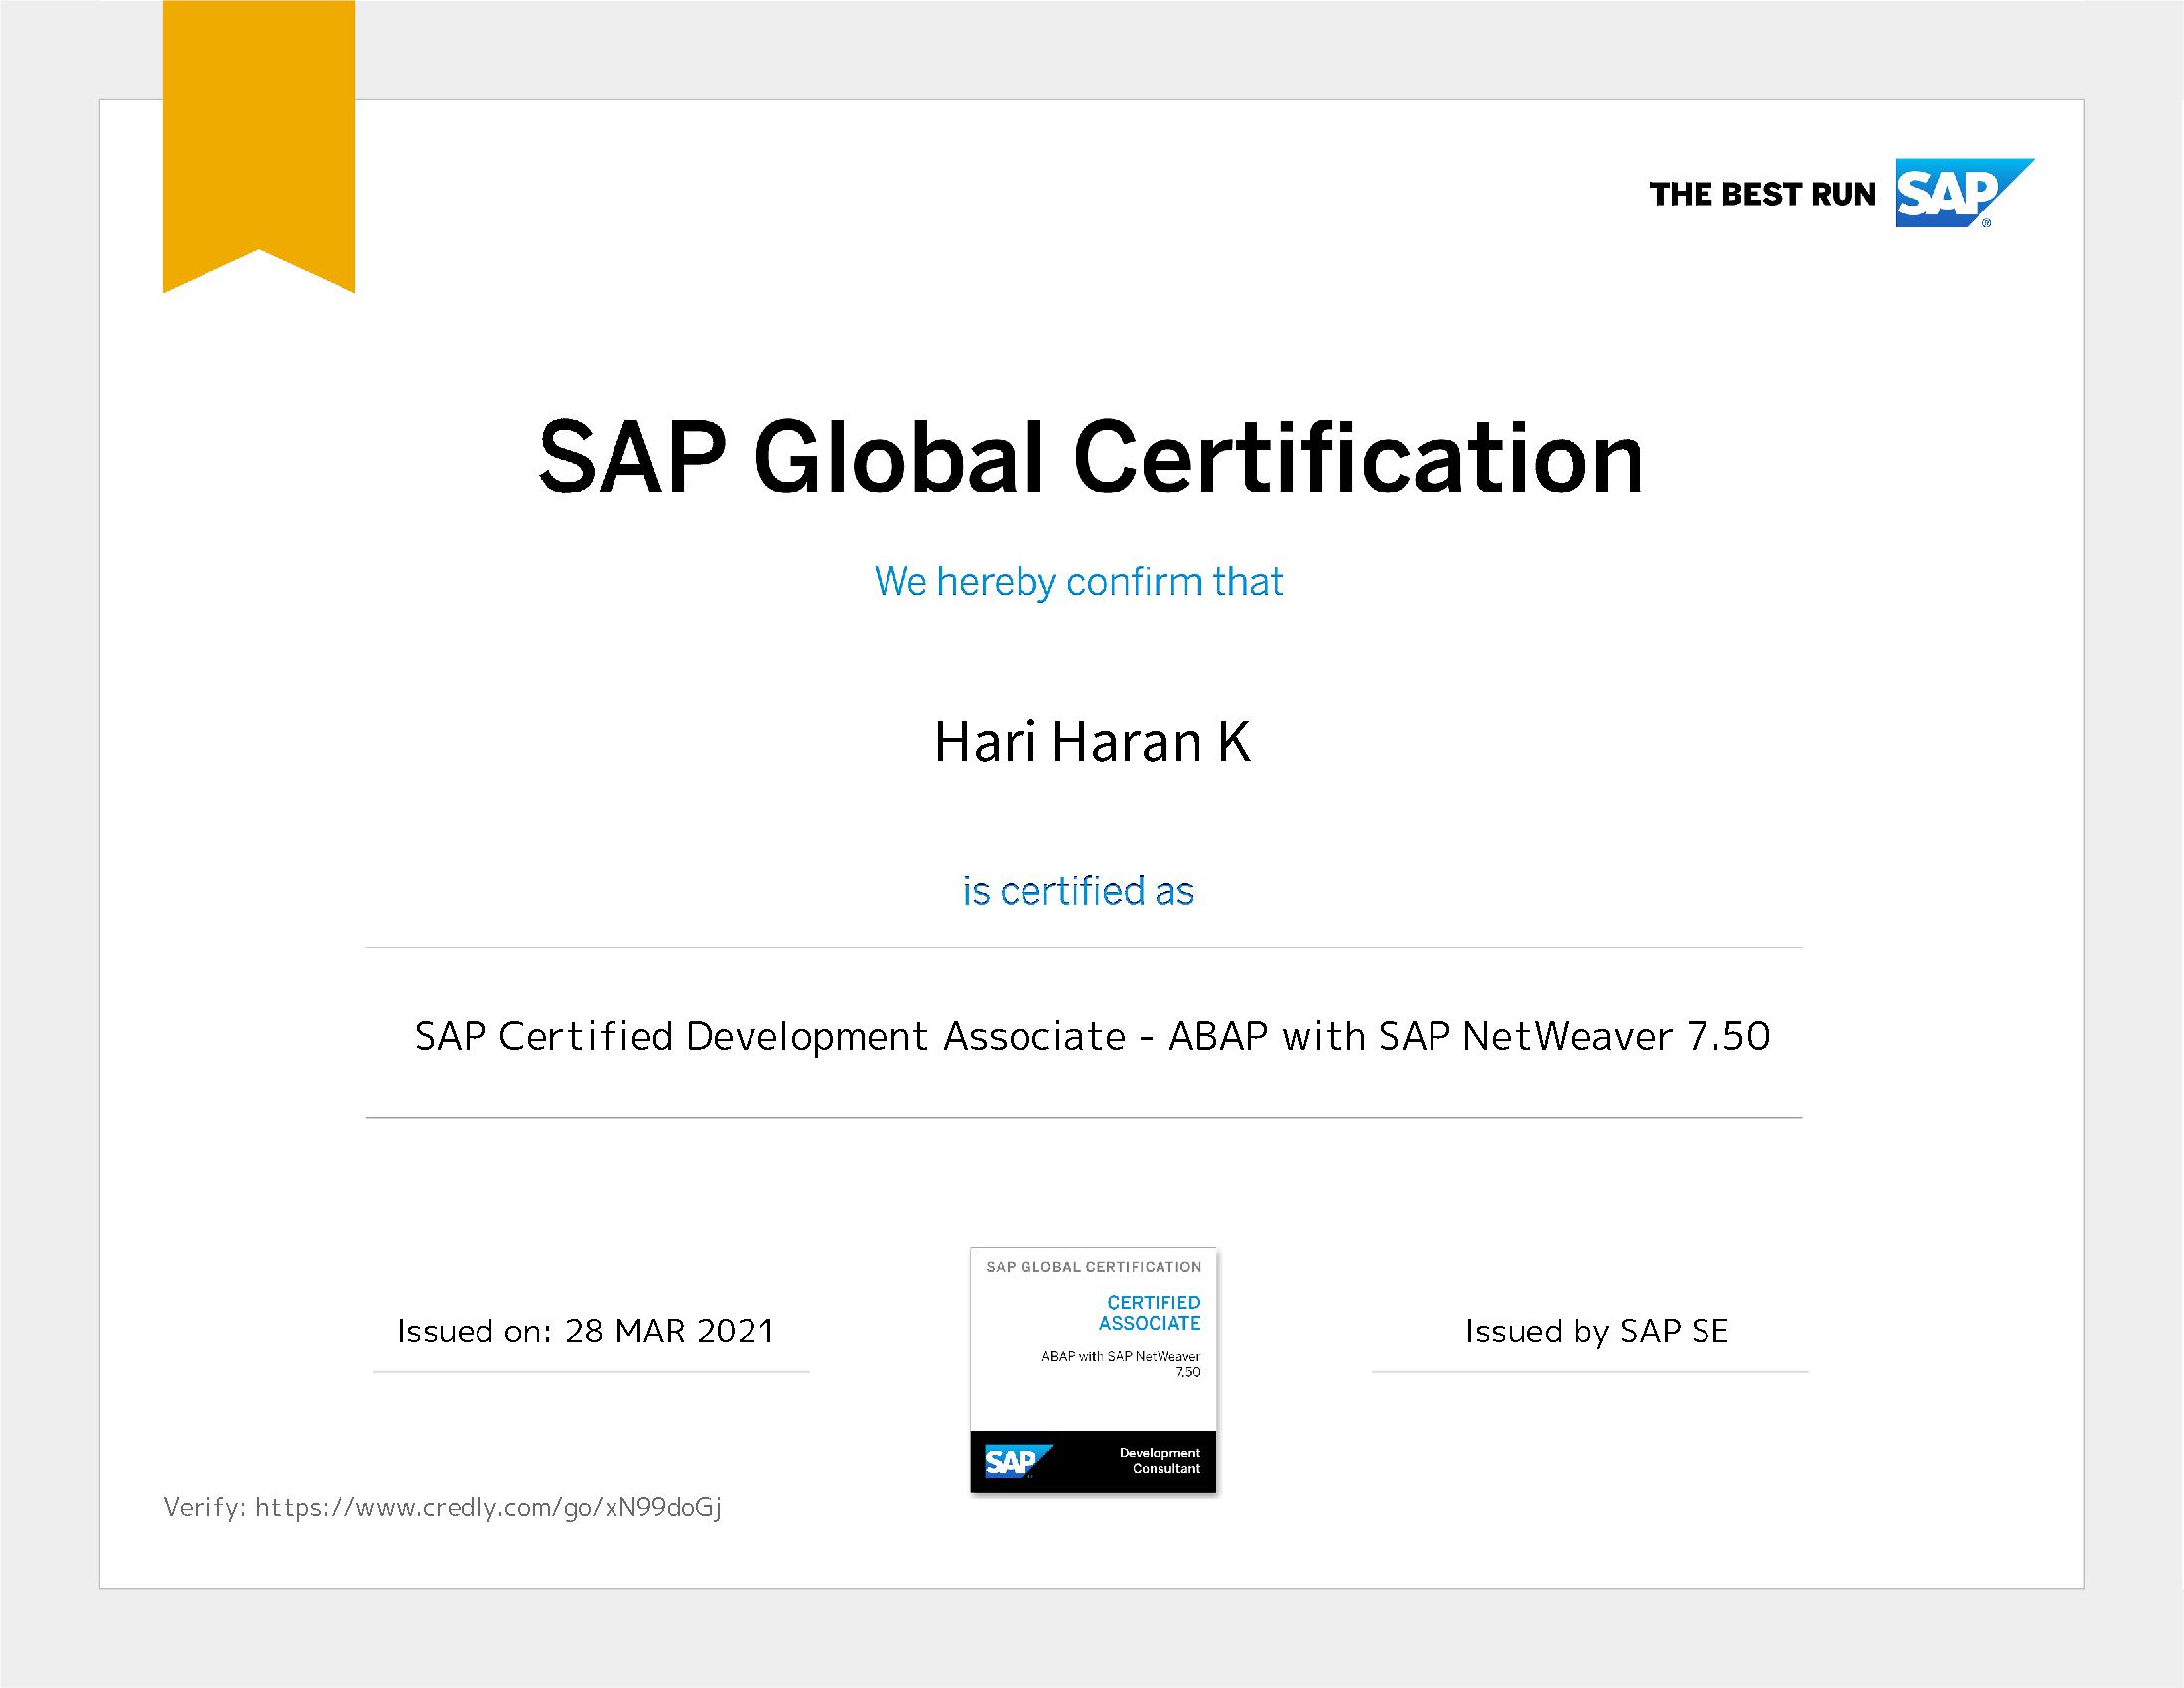 THE BEST RUN SAP®
SAP Global Certification
We hereby confirm that
Hari Haran K
is certified as
SAP Certified Development Associate - ABAP with SAP NetWeaver 7.50
SAP GLOBAL CERTIFICATION
CERTIFIED
ASSOCIATE
ABAP with SAP NetWeaver
7.50
SAP
Development
Consultant
Issued on: 28 MAR 2021
Issued by SAP SE
Verify: https://www.credly.com/go/xN99doGj